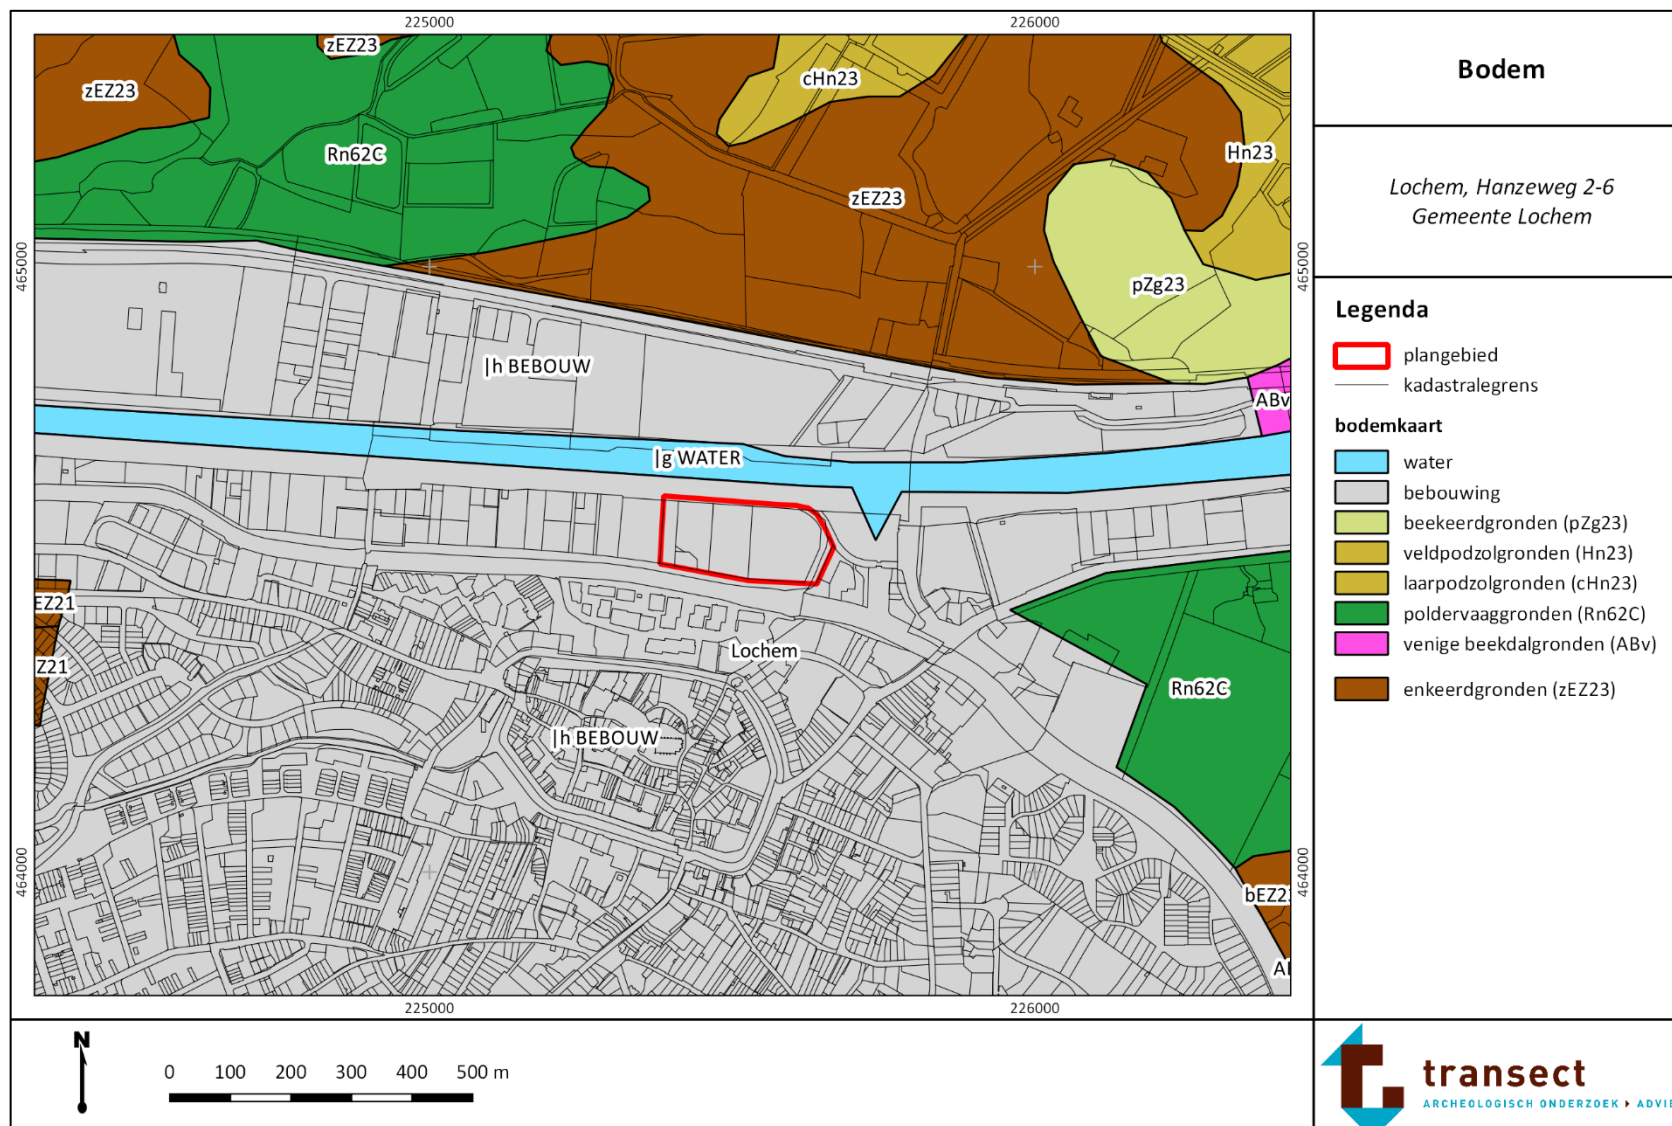 225000
226000
465000
465000
464000
464000
225000
226000
zEZ23
zEZ23
cHn23
Rn62C
Hn23
zEZ23
pZg23
|h BEBOUW
ABv
|g WATER
EZ21
Z21
Lochem
Rn62C
|h BEBOUW
bEZ2
Bodem
Lochem, Hanzeweg 2-6
Gemeente Lochem
Legenda
plangebied
kadastralegrens
bodemkaart
water
bebouwing
beekeerdgronden (pZg23)
veldpodzolgronden (Hn23)
laarpodzolgronden (cHn23)
poldervaaggronden (Rn62C)
venige beekdalgronden (ABv)
enkeerdgronden (zEZ23)
N
0 100 200 300 400 500 m
transect
ARCHEOLOGISCH ONDERZOEK ▸ ADVIE